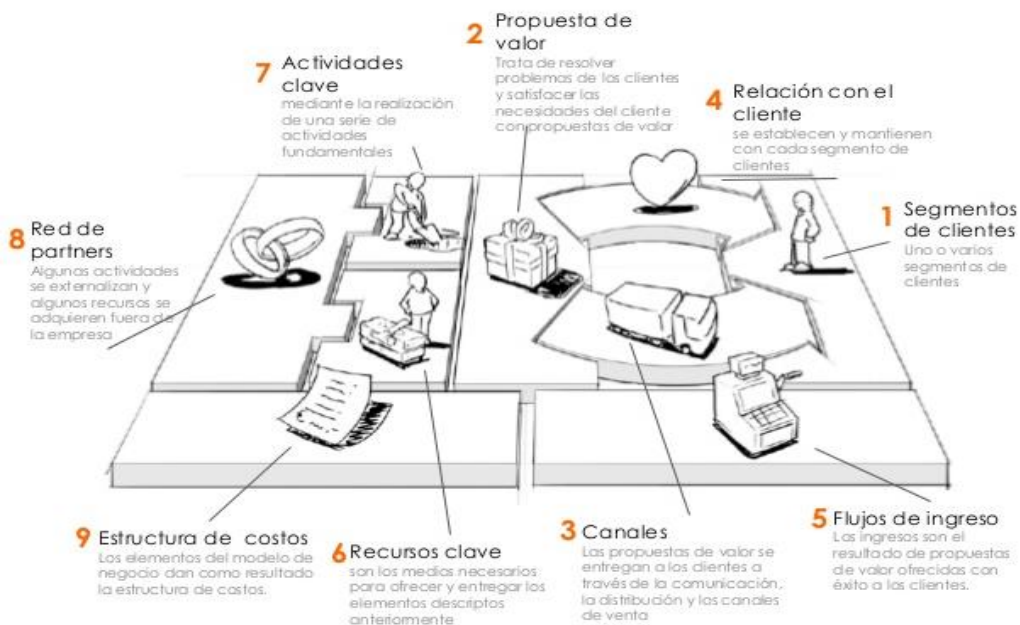 2 Propuesta de
valor
Trata de resolver
problemas de los clientes
y satisfacer las
necesidades del cliente
con propuestas de valor
7 Actividades
clave
mediante la realización
de una serie de
actividades
fundamentales
4 Relación con el
cliente
se establecen y mantienen
con cada segmento de
clientes
1 Segmentos
de clientes
Uno o varios
segmentos de
clientes
8 Red de
partners
Algunas actividades
se externalizan y
algunos recursos se
adquieren fuera de
la empresa
9 Estructura de costos
Los elementos del modelo de
negocio dan como resultado
la estructura de costos.
6 Recursos clave
son los medios necesarios
para ofrecer y entregar los
elementos descriptos
anteriormente
3 Canales
Las propuestas de valor se
entregan a los clientes a
través de la comunicación,
la distribución y los canales
de venta
5 Flujos de ingreso
Los ingresos son el
resultado de propuestas
de valor ofrecidas con
éxito a los clientes.